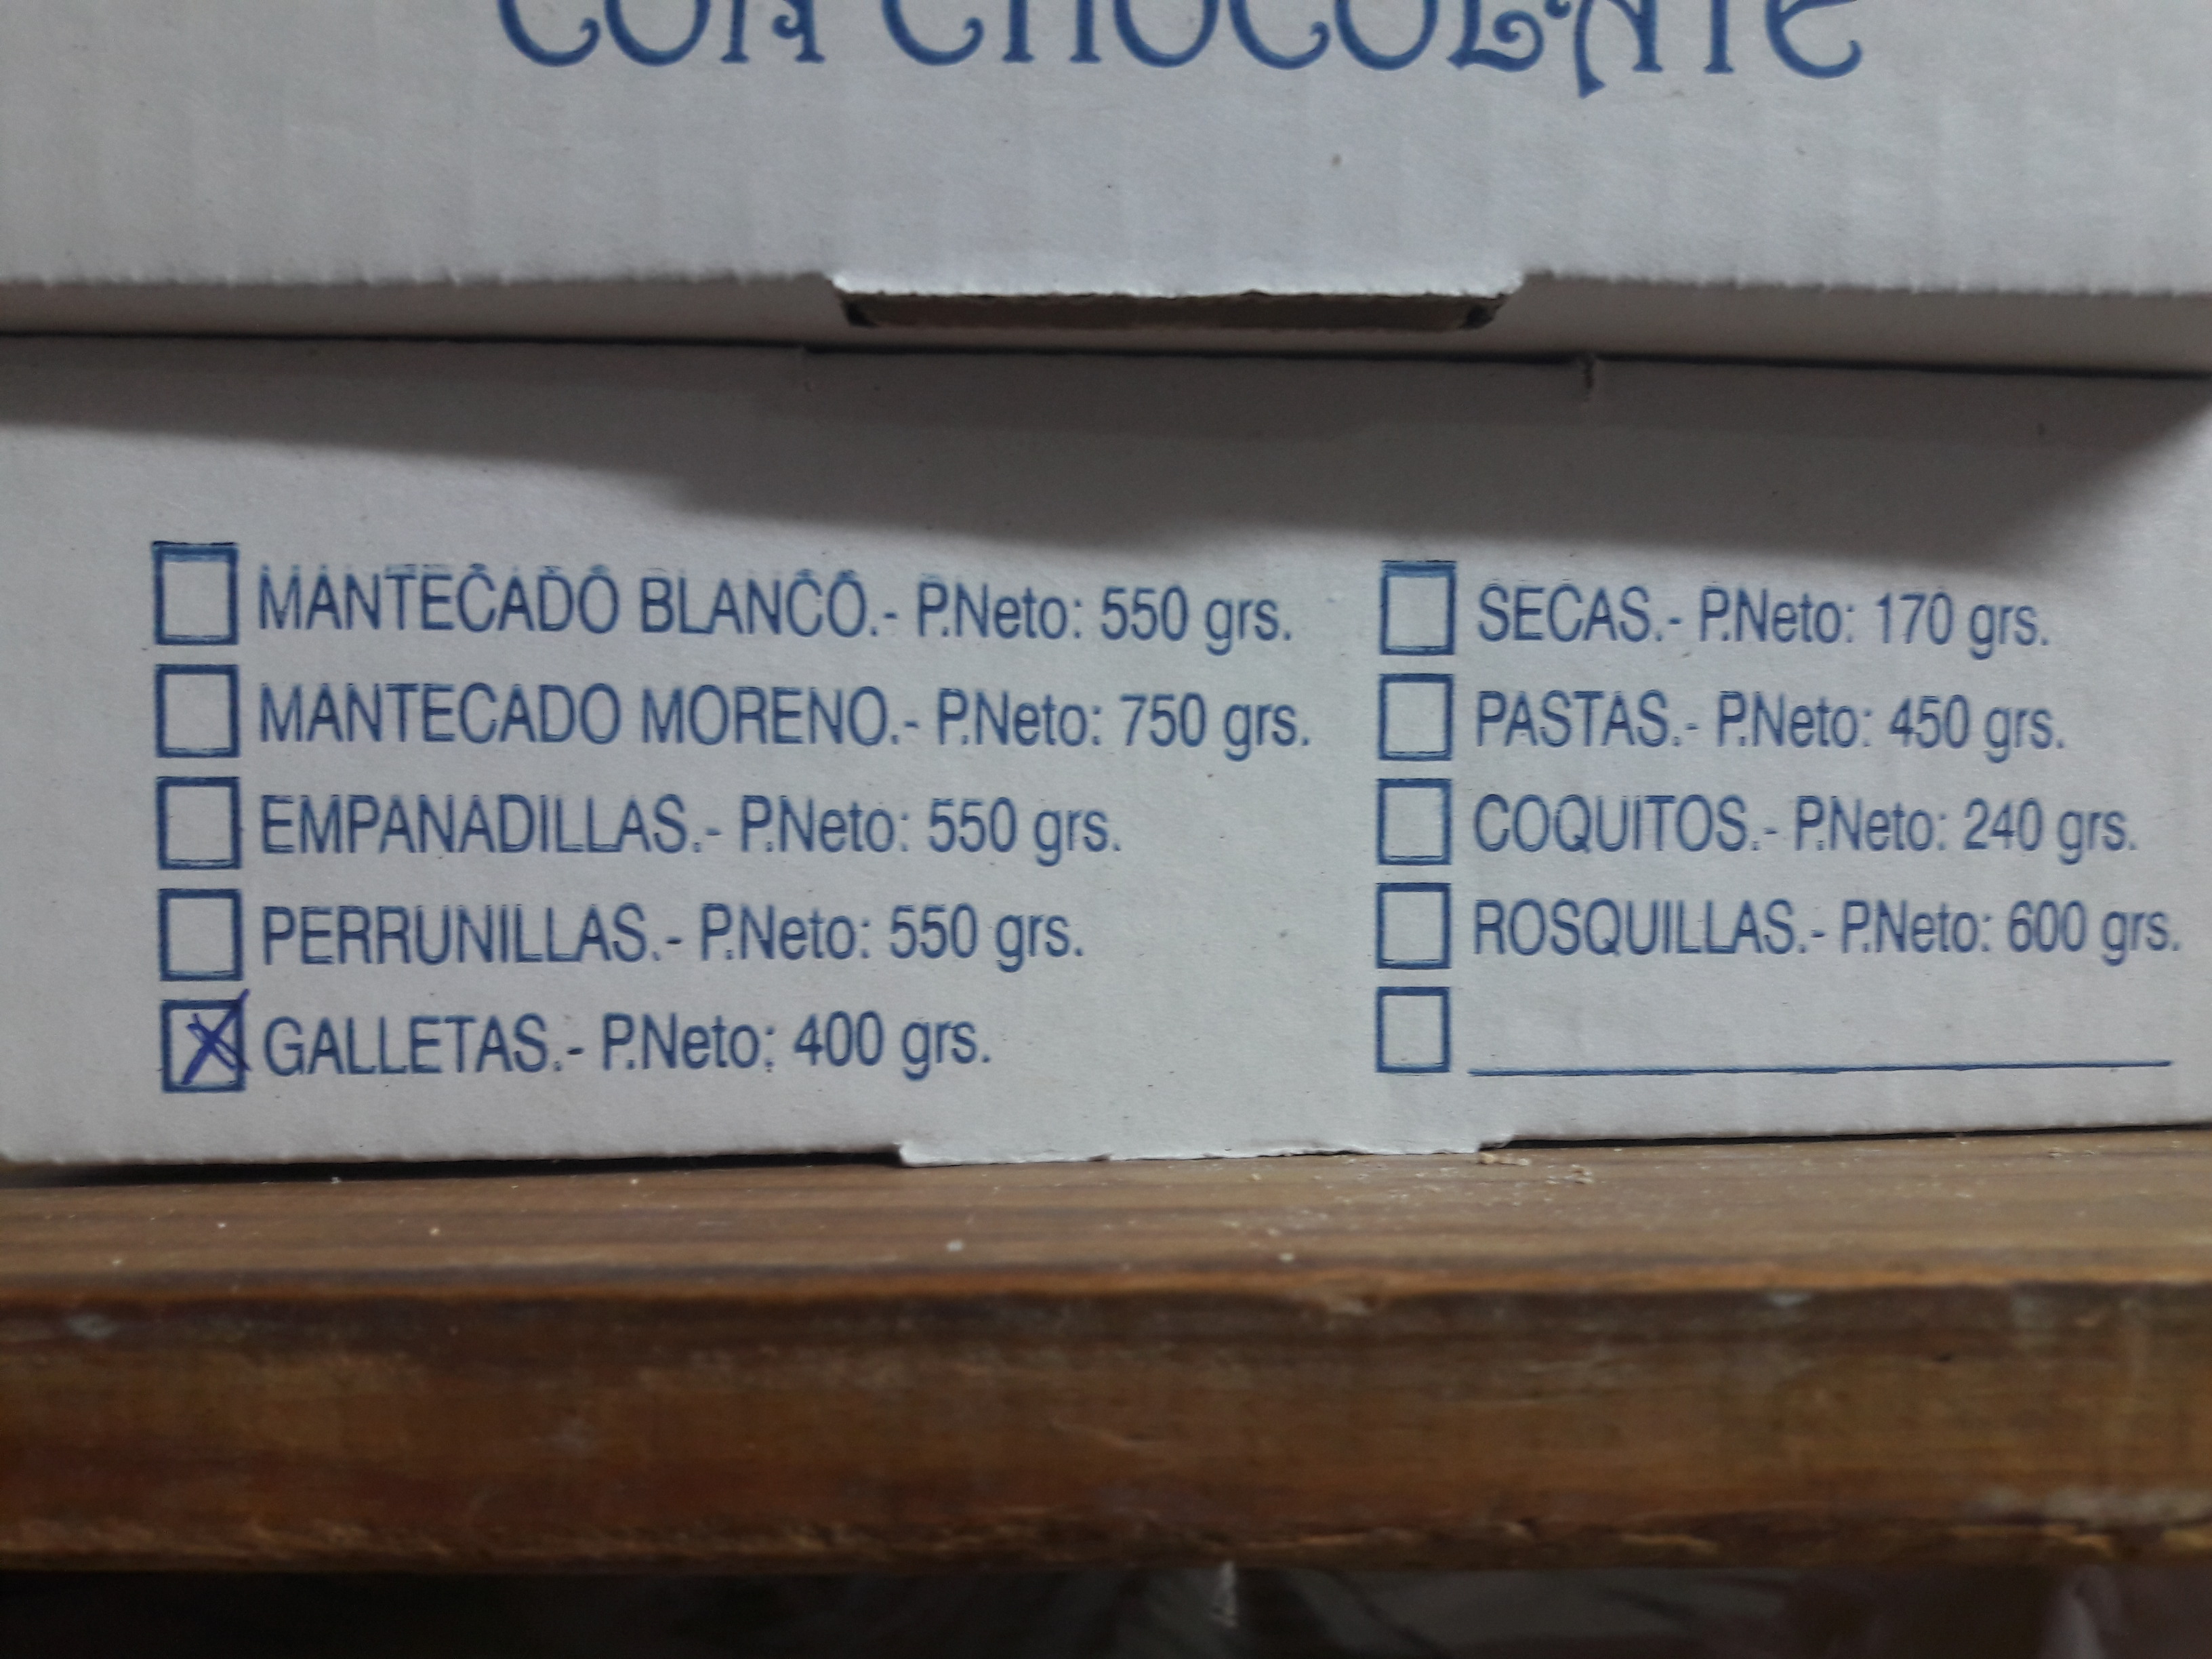 CON CHOCOLATE
MANTECADO BLANCO.- P.Neto: 550 grs.
MANTECADO MORENO.- P.Neto: 750 grs.
EMPANADILLAS.- P.Neto: 550 grs.
PERRUNILLAS.- P.Neto: 550 grs.
GALLETAS.- P.Neto: 400 grs.
SECAS.- P.Neto: 170 grs.
PASTAS.- P.Neto: 450 grs.
COQUITOS.- P.Neto: 240 grs.
ROSQUILLAS.- P.Neto: 600 grs.